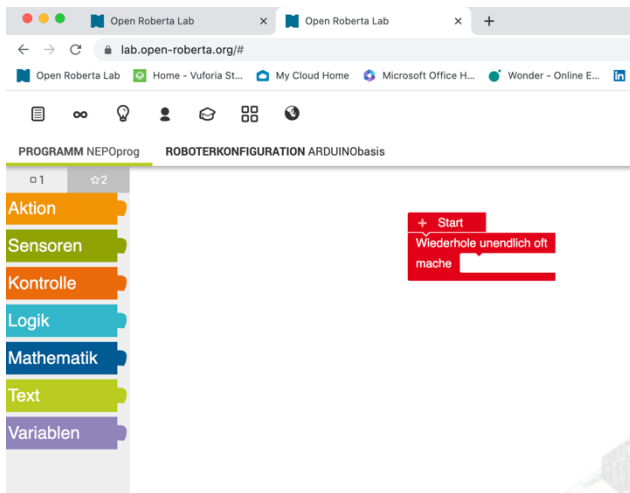 Open Roberta Lab
Open Roberta Lab
lab.open-roberta.org/#
Open Roberta Lab
Home - Vuforia St...
My Cloud Home
Microsoft Office H...
Wonder - Online E...
in
PROGRAMM NEPOprog
ROBOTERKONFIGURATION ARDUINObasis
1
2
Aktion
Sensoren
Kontrolle
Logik
Mathematik
Text
Variablen
+ Start
Wiederhole unendlich oft
mache